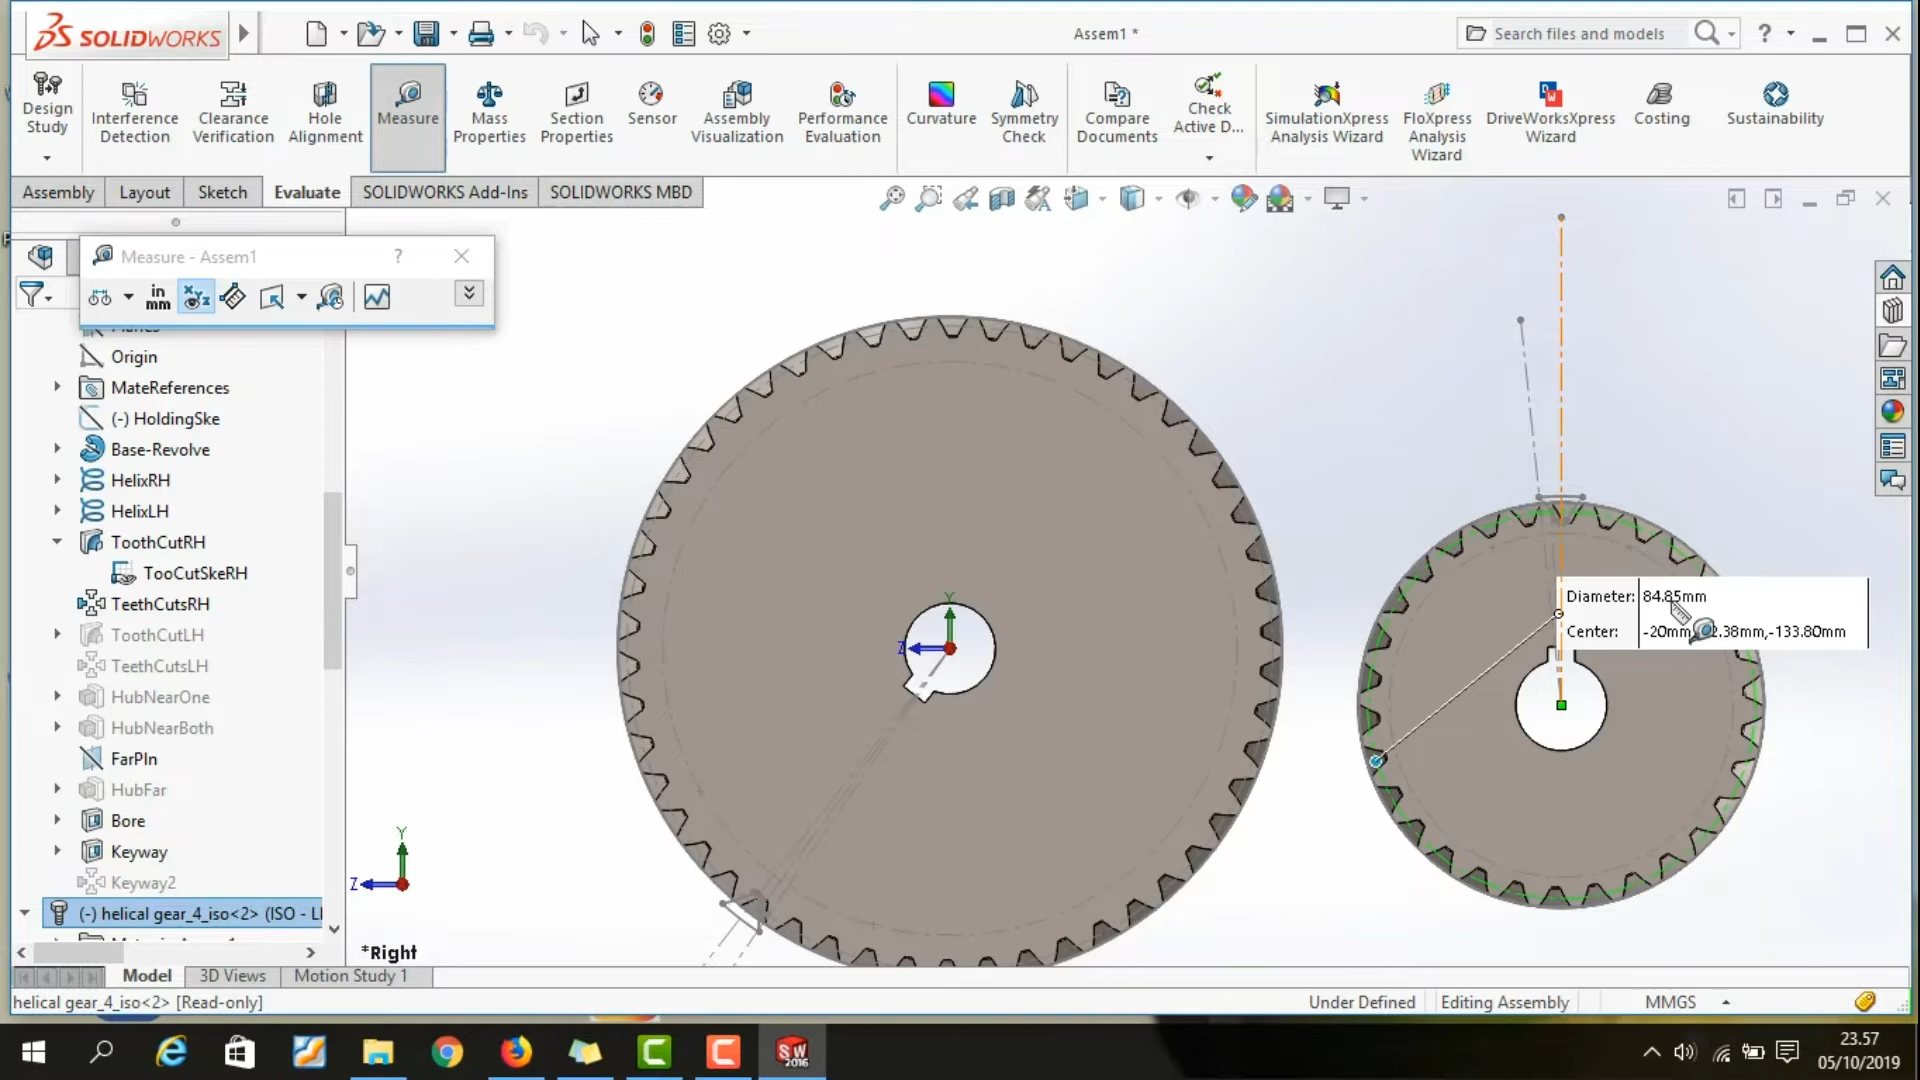 SOLIDWORKS
Assem1 *
Search files and models
?
Design Study
Interference Detection
Clearance Verification
Hole Alignment
Measure
Mass Properties
Section Properties
Sensor
Assembly Visualization
Performance Evaluation
Curvature
Symmetry Check
Compare Documents
Check Active D...
SimulationXpress Analysis Wizard
FloXpress Analysis Wizard
DriveWorksXpress Wizard
Costing
Sustainability
Assembly
Layout
Sketch
Evaluate
SOLIDWORKS Add-Ins
SOLIDWORKS MBD
Measure - Assem1
?
in
mm
Origin
MateReferences
(-) HoldingSke
Base-Revolve
HelixRH
HelixLH
ToothCutRH
TooCutSkeRH
TeethCutsRH
ToothCutLH
TeethCutsLH
HubNearOne
HubNearBoth
FarPln
HubFar
Bore
Keyway
Keyway2
(-) helical gear_4_iso<2> (ISO -
Y
Z
Diameter: 84.85mm
Center: -20mm, 2.38mm,-133.80mm
Y
Z
*Right
Model
3D Views
Motion Study 1
helical gear_4_iso<2> [Read-only]
Under Defined
Editing Assembly
MMGS
SW
2016
23.57
05/10/2019